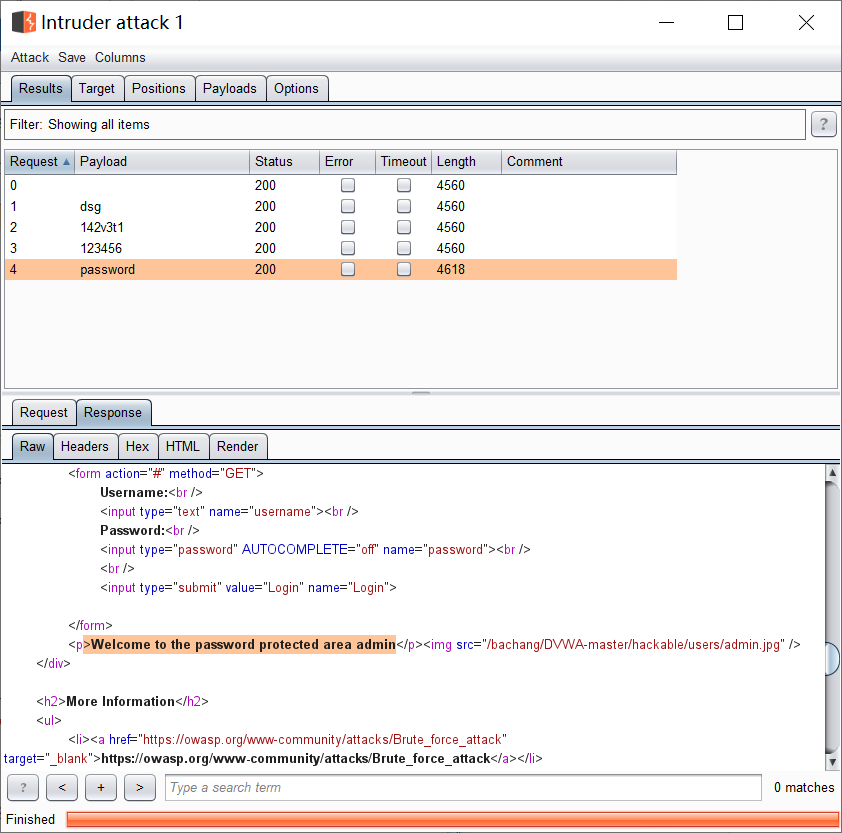 Intruder attack 1
Attack Save Columns
Results Target Positions Payloads Options
Filter: Showing all items ?
Request Payload Status Error Timeout Length Comment
0 200 4560
1 dsg 200 4560
2 142v3t1 200 4560
3 123456 200 4560
4 password 200 4618
Request Response
Raw Headers Hex HTML Render
<form action="#" method="GET">
Username:<br />
<input type="text" name="username"><br />
Password:<br />
<input type="password" AUTOCOMPLETE="off" name="password"><br />
<br />
<input type="submit" value="Login" name="Login">
</form>
<p>Welcome to the password protected area admin</p><img src="/bachang/DVWA-master/hackable/users/admin.jpg" />
</div>
<h2>More Information</h2>
<ul>
<li><a href="https://owasp.org/www-community/attacks/Brute_force_attack"
target="_blank">https://owasp.org/www-community/attacks/Brute_force_attack</a></li>
? < + > Type a search term 0 matches
Finished